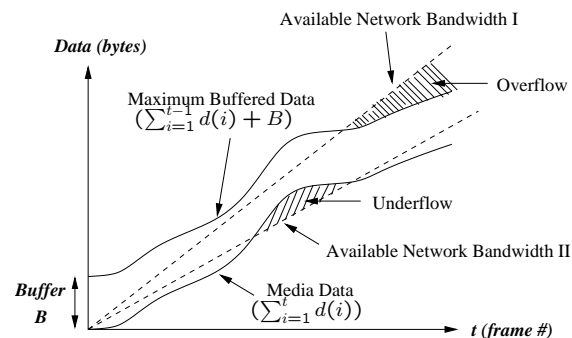 Available Network Bandwidth I
Data (bytes)
Overflow
Maximum Buffered Data
(∑_{i=1}^{t−1} d(i) + B)
Underflow
Available Network Bandwidth II
Buffer
B
Media Data
(∑_{i=1}^{t} d(i))
t (frame #)